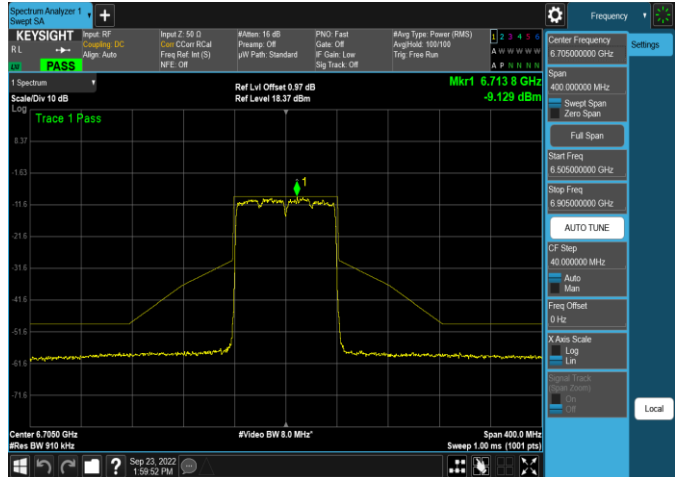 Spectrum Analyzer 1
Swept SA
Frequency
KEYSIGHT
RL
PASS
Input: RF
Coupling: DC
Align: Auto
Input Z: 50 Ω
Corr CCorr RCal
Freq Ref: Int (S)
NFE: Off
#Atten: 16 dB
Preamp: Off
µW Path: Standard
PNO: Fast
Gate: Off
IF Gain: Low
Sig Track: Off
#Avg Type: Power (RMS)
Avg|Hold: 100/100
Trig: Free Run
1 2 3 4 5 6
A W W W W W
A P N N N N
1 Spectrum
Scale/Div 10 dB
Ref Lvl Offset 0.97 dB
Ref Level 18.37 dBm
Mkr1 6.713 8 GHz
-9.129 dBm
Log
Trace 1 Pass
1
8.37
-1.63
-11.6
-21.6
-31.6
-41.6
-51.6
-61.6
-71.6
Center 6.7050 GHz
#Res BW 910 kHz
#Video BW 8.0 MHz*
Span 400.0 MHz
Sweep 1.00 ms (1001 pts)
Sep 23, 2022
1:59:52 PM
Center Frequency
6.705000000 GHz
Span
400.000000 MHz
Swept Span
Zero Span
Full Span
Start Freq
6.505000000 GHz
Stop Freq
6.905000000 GHz
AUTO TUNE
CF Step
40.000000 MHz
Auto
Man
Freq Offset
0 Hz
X Axis Scale
Log
Lin
Signal Track
(Span Zoom)
On
Off
Settings
Local